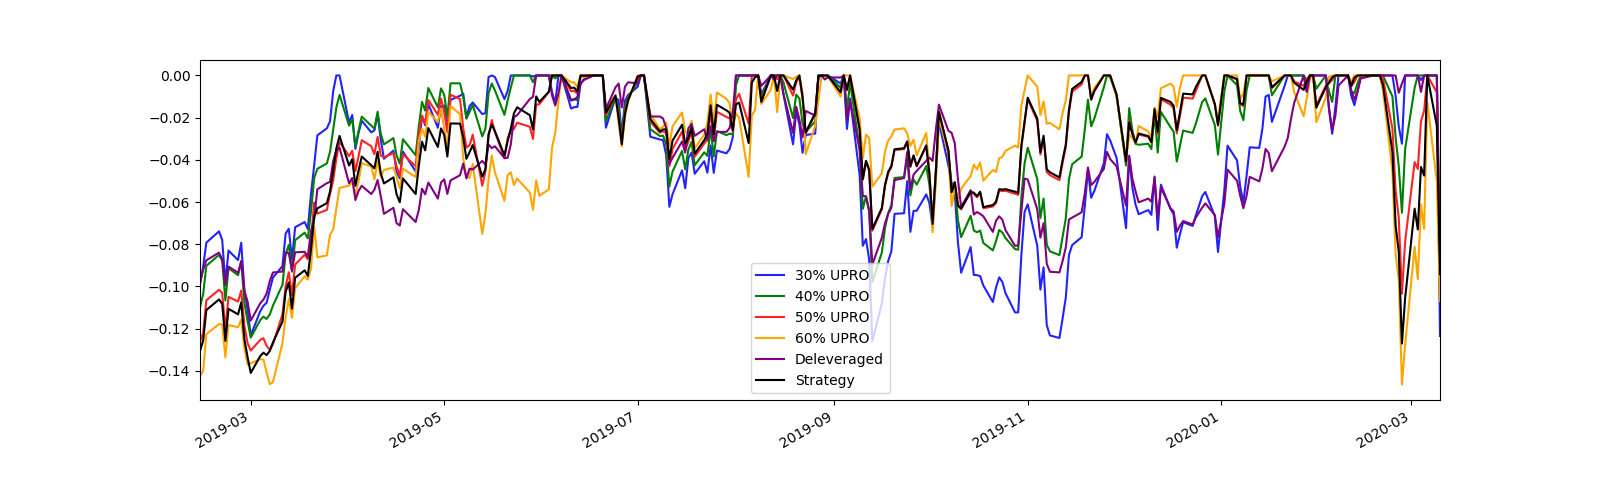 0.00
−0.02
−0.04
−0.06
−0.08
−0.10
−0.12
−0.14
30% UPRO
40% UPRO
50% UPRO
60% UPRO
Deleveraged
Strategy
2019-03
2019-05
2019-07
2019-09
2019-11
2020-01
2020-03